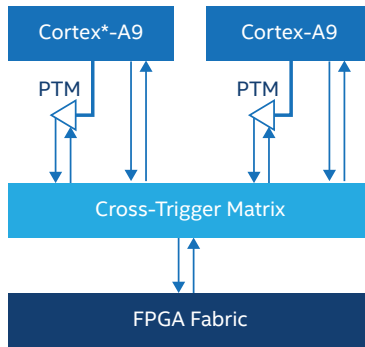 Cortex*-A9
Cortex-A9
PTM
PTM
Cross-Trigger Matrix
FPGA Fabric